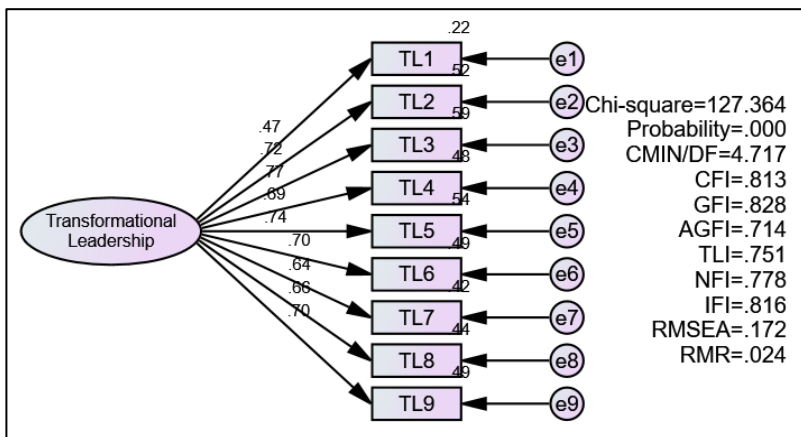 .22
TL1
e1
.52
TL2
e2
.59
TL3
e3
.48
TL4
e4
.54
TL5
e5
.49
TL6
e6
.42
TL7
e7
.44
TL8
e8
.49
TL9
e9
.47
.72
.77
.69
.74
.70
.64
.66
.70
Transformational
Leadership
Chi-square=127.364
Probability=.000
CMIN/DF=4.717
CFI=.813
GFI=.828
AGFI=.714
TLI=.751
NFI=.778
IFI=.816
RMSEA=.172
RMR=.024